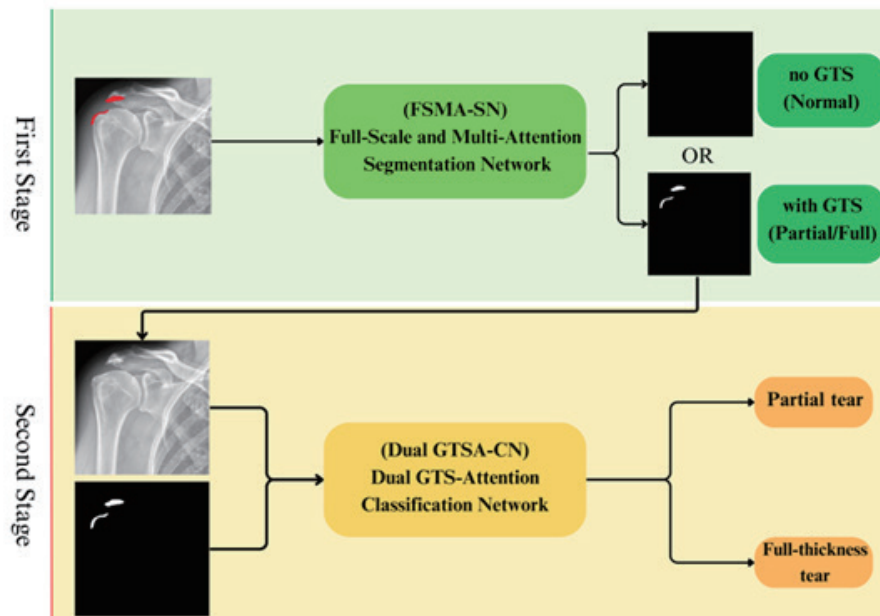 First Stage
(FSMA-SN)
Full-Scale and Multi-Attention
Segmentation Network
no GTS
(Normal)
OR
with GTS
(Partial/Full)
Second Stage
(Dual GTSA-CN)
Dual GTS-Attention
Classification Network
Partial tear
Full-thickness
tear